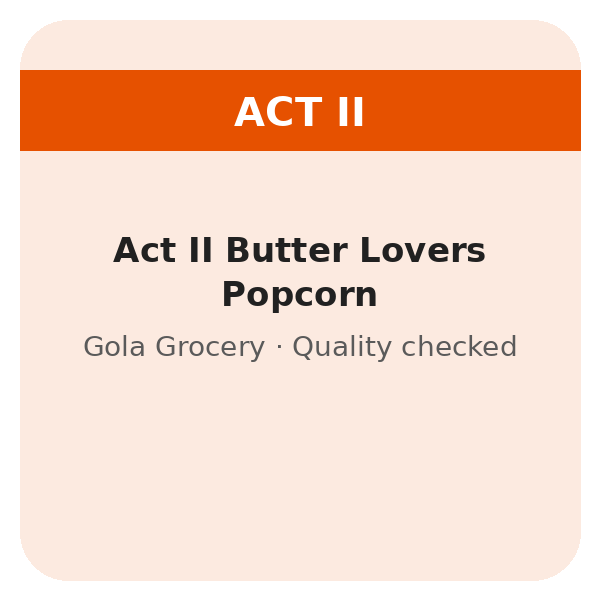 ACT II
Act II Butter Lovers
Popcorn
Gola Grocery · Quality checked